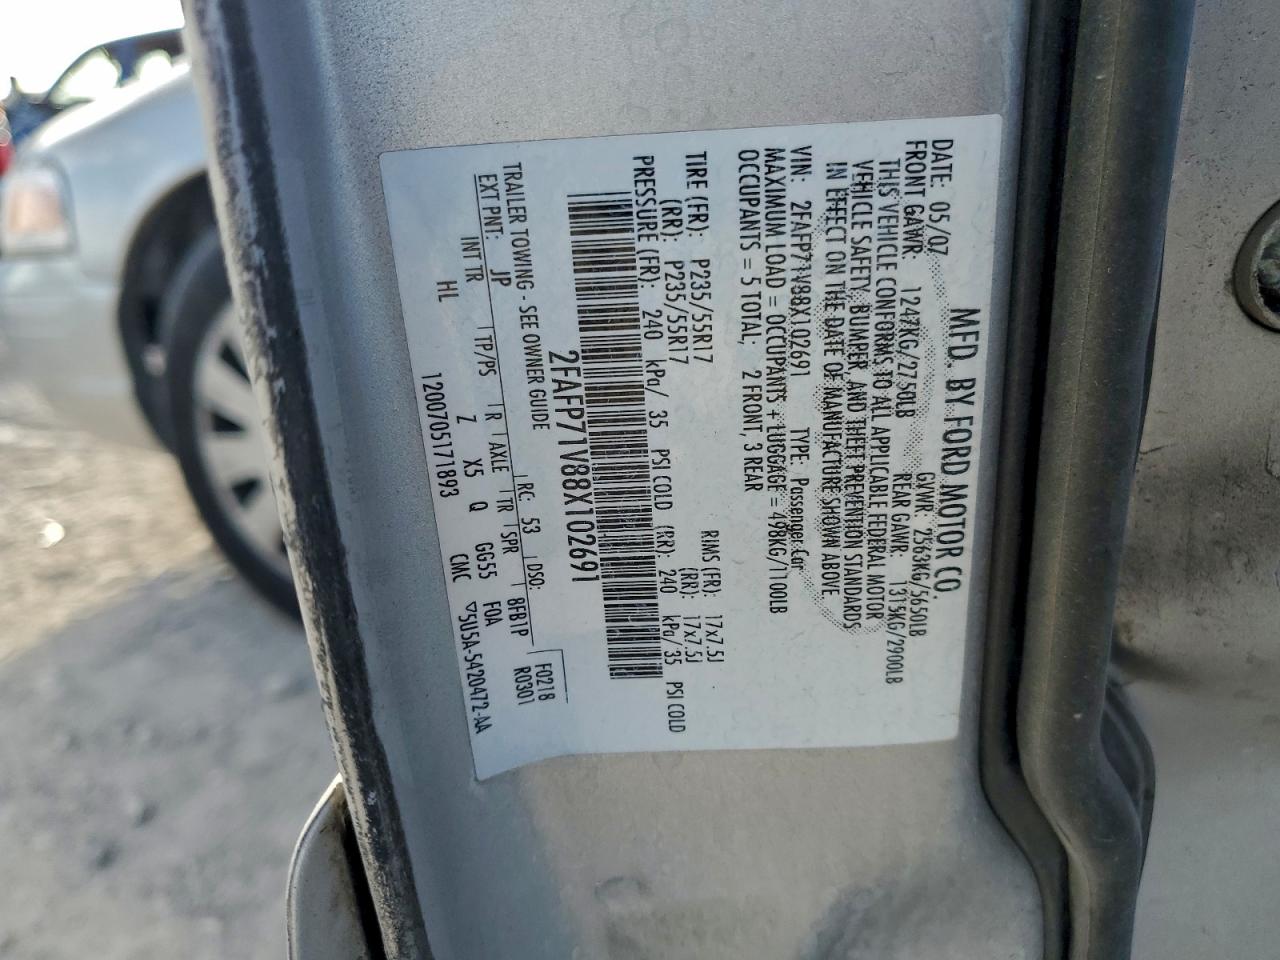 MFD. BY FORD MOTOR CO.
DATE: 05/07 GVWR: 2563KG/5650LB
FRONT GAWR: 1247KG/2750LB REAR GAWR: 1315KG/2900LB
THIS VEHICLE CONFORMS TO ALL APPLICABLE FEDERAL MOTOR
VEHICLE SAFETY, BUMPER, AND THEFT PREVENTION STANDARDS
IN EFFECT ON THE DATE OF MANUFACTURE SHOWN ABOVE
VIN: 2FAFP71V88X102691 TYPE: Passenger Car
MAXIMUM LOAD = OCCUPANTS + LUGGAGE = 498KG/1100LB
OCCUPANTS = 5 TOTAL; 2 FRONT, 3 REAR
TIRE (FR): P235/55R17 RIMS (FR): 17x7.5J
(RR): P235/55R17 (RR): 17x7.5J
PRESSURE (FR): 240 kPa/ 35 PSI COLD (RR): 240 kPa/35 PSI COLD
2FAFP71V88X102691
TRAILER TOWING - SEE OWNER GUIDE F0218
R0301
EXT PNT: JP RC: 53 DSO: 8FB1P
INT TR TP/PS R AXLE TR SPR
HL Z X5 Q GG55 F0A
1200705171893 CMC ▽5U5A-5420472-AA